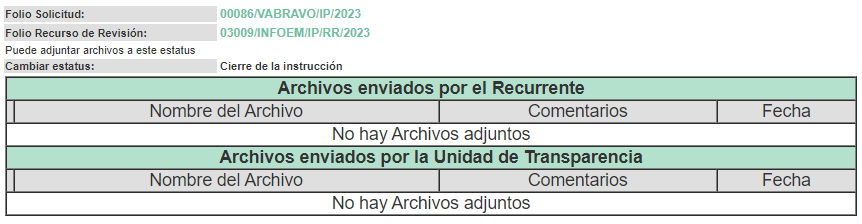 Folio Solicitud: 00086/VABRAVO/IP/2023
Folio Recurso de Revisión: 03009/INFOEM/IP/RR/2023
Puede adjuntar archivos a este estatus
Cambiar estatus: Cierre de la instrucción
Archivos enviados por el Recurrente
Nombre del Archivo Comentarios Fecha
No hay Archivos adjuntos
Archivos enviados por la Unidad de Transparencia
Nombre del Archivo Comentarios Fecha
No hay Archivos adjuntos